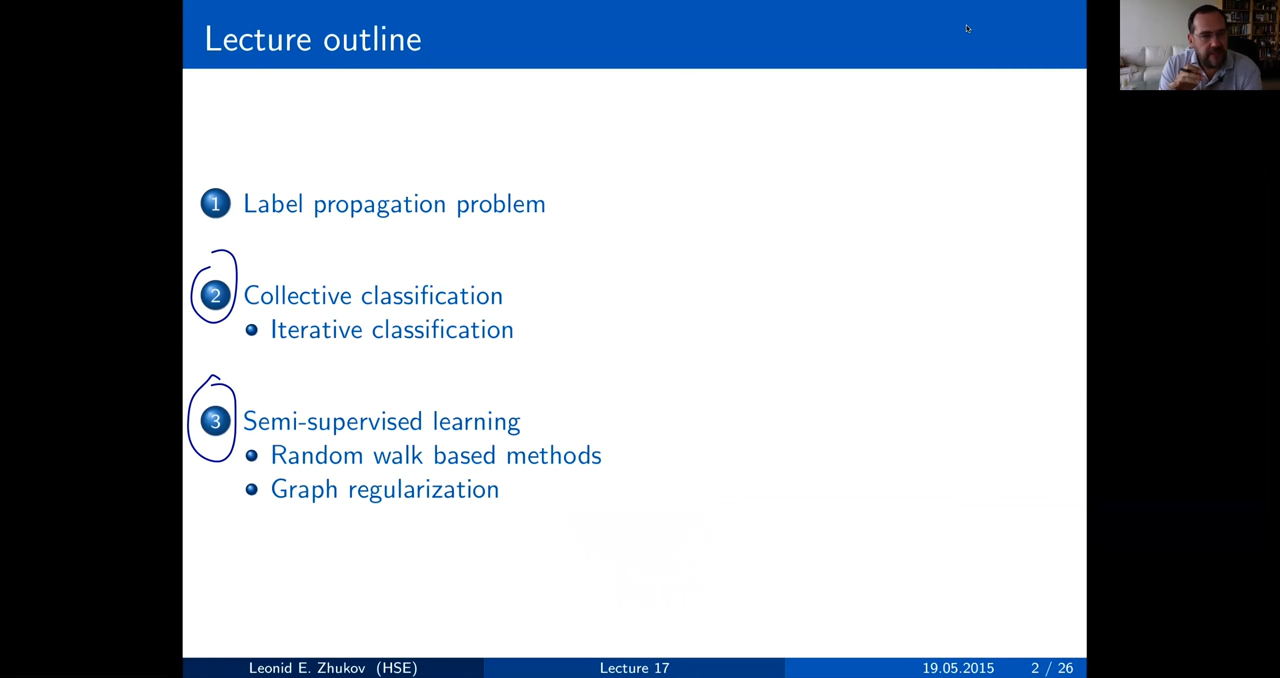 Lecture outline
1 Label propagation problem
2 Collective classification
Iterative classification
3 Semi-supervised learning
Random walk based methods
Graph regularization
Leonid E. Zhukov (HSE) Lecture 17 19.05.2015 2 / 26